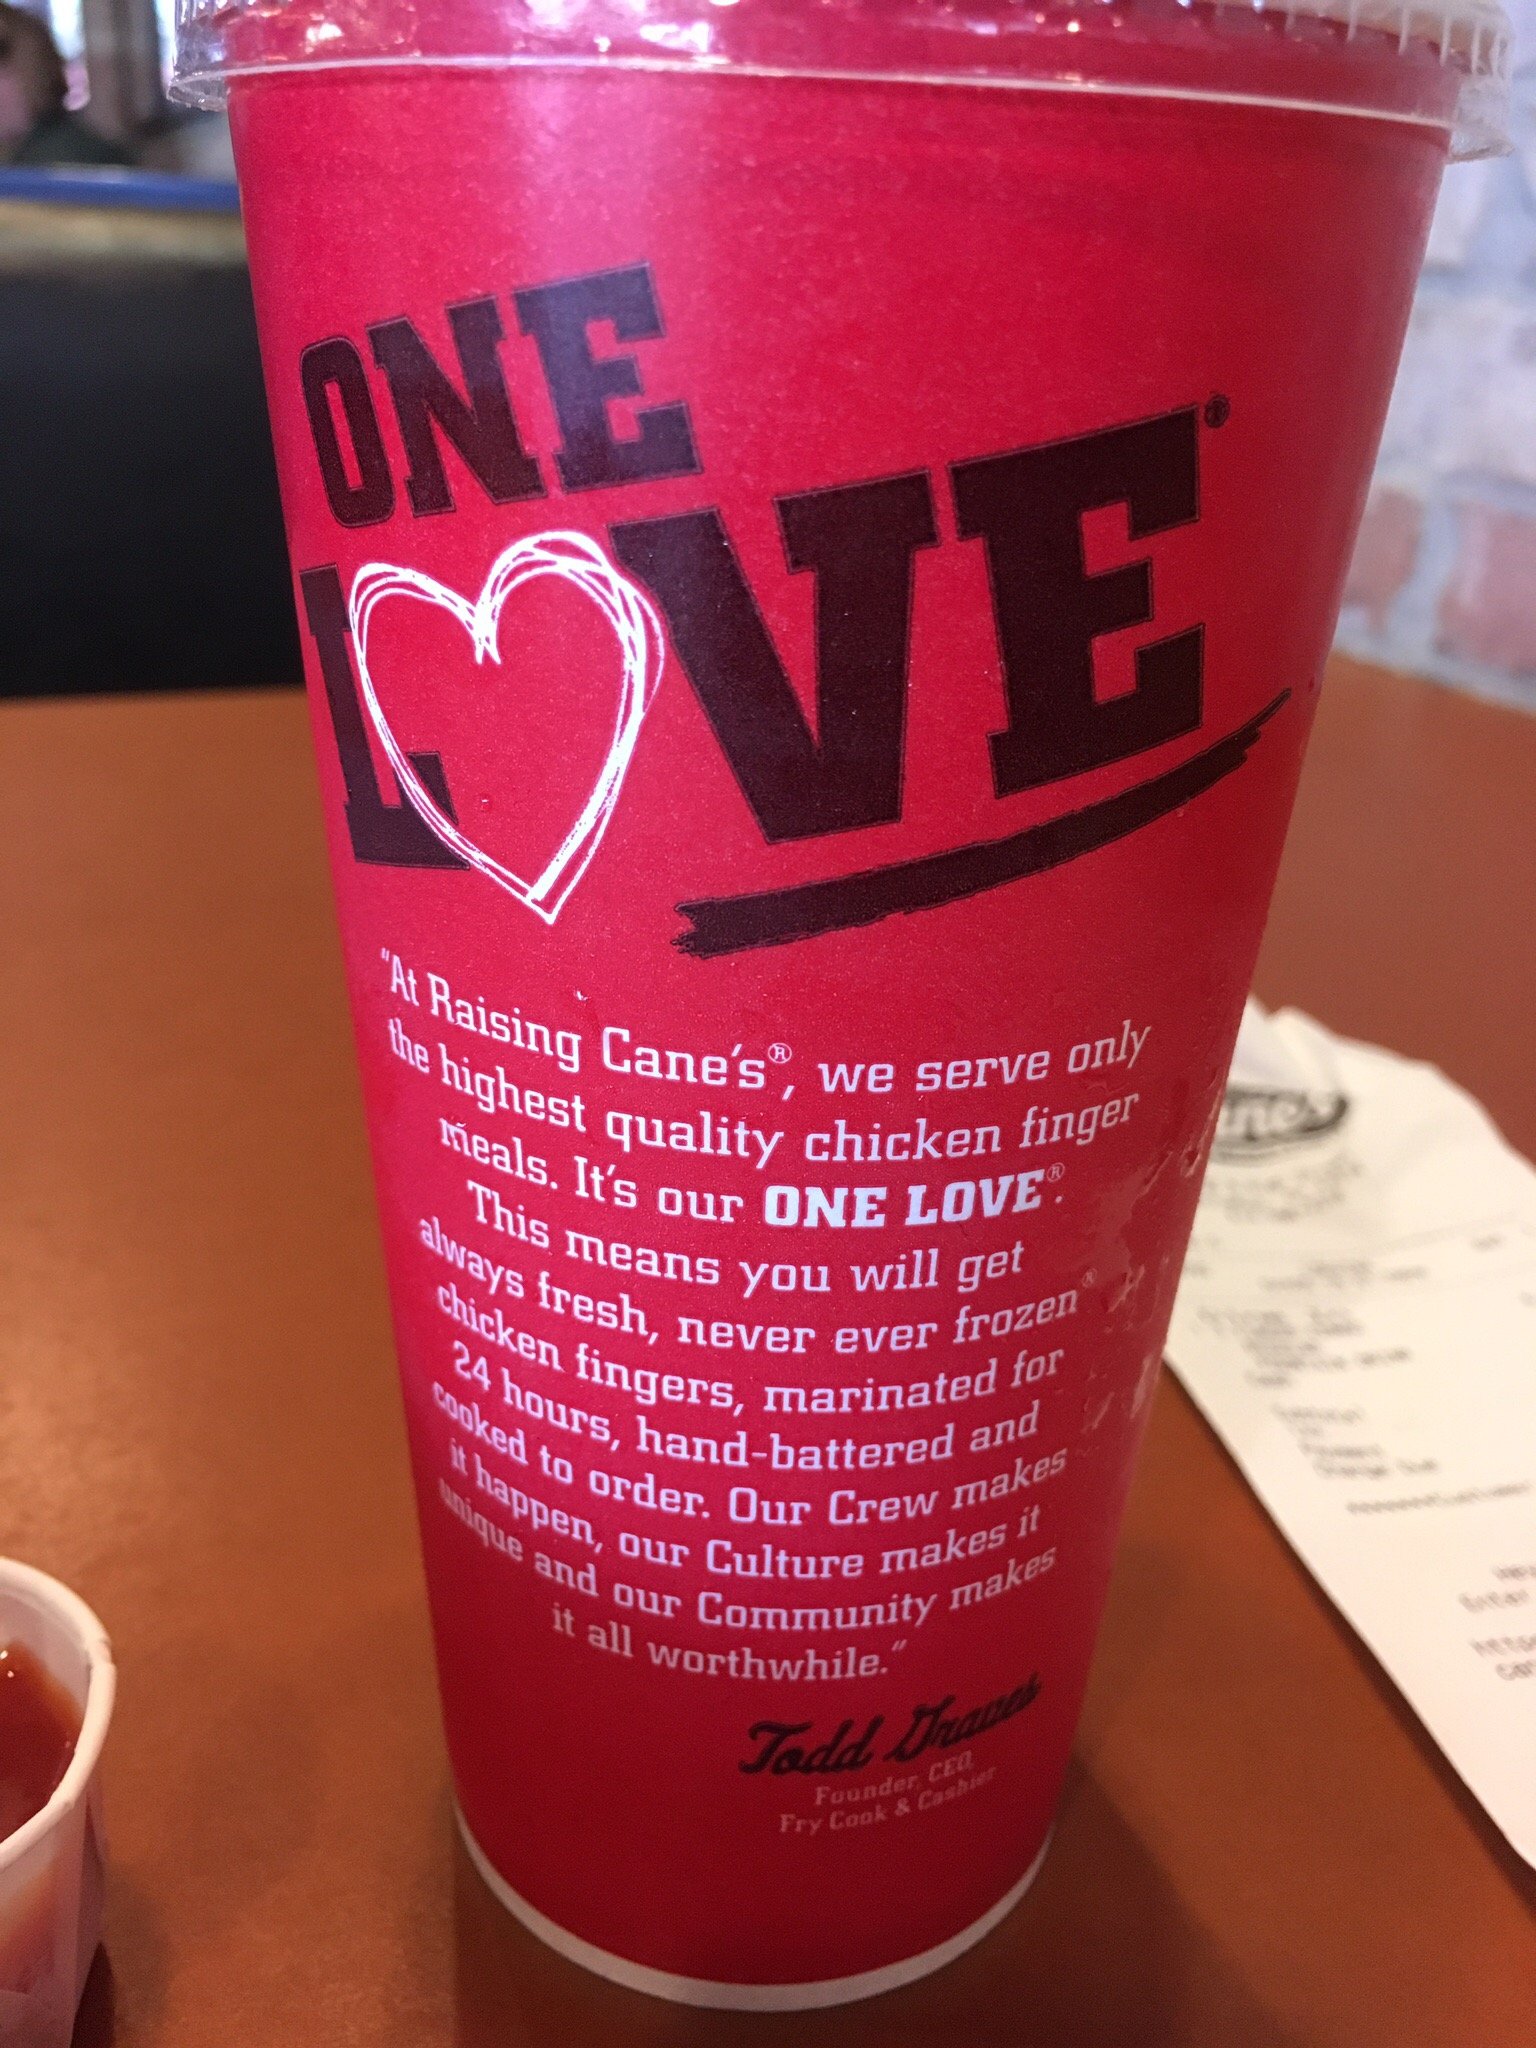 ONE
LOVE®
"At Raising Cane's®, we serve only
the highest quality chicken finger
meals. It's our ONE LOVE®.
This means you will get
always fresh, never ever frozen®
chicken fingers, marinated for
24 hours, hand-battered and
cooked to order. Our Crew makes
it happen, our Culture makes it
unique and our Community makes
it all worthwhile."
Todd Graves
Founder, CEO,
Fry Cook & Cashier